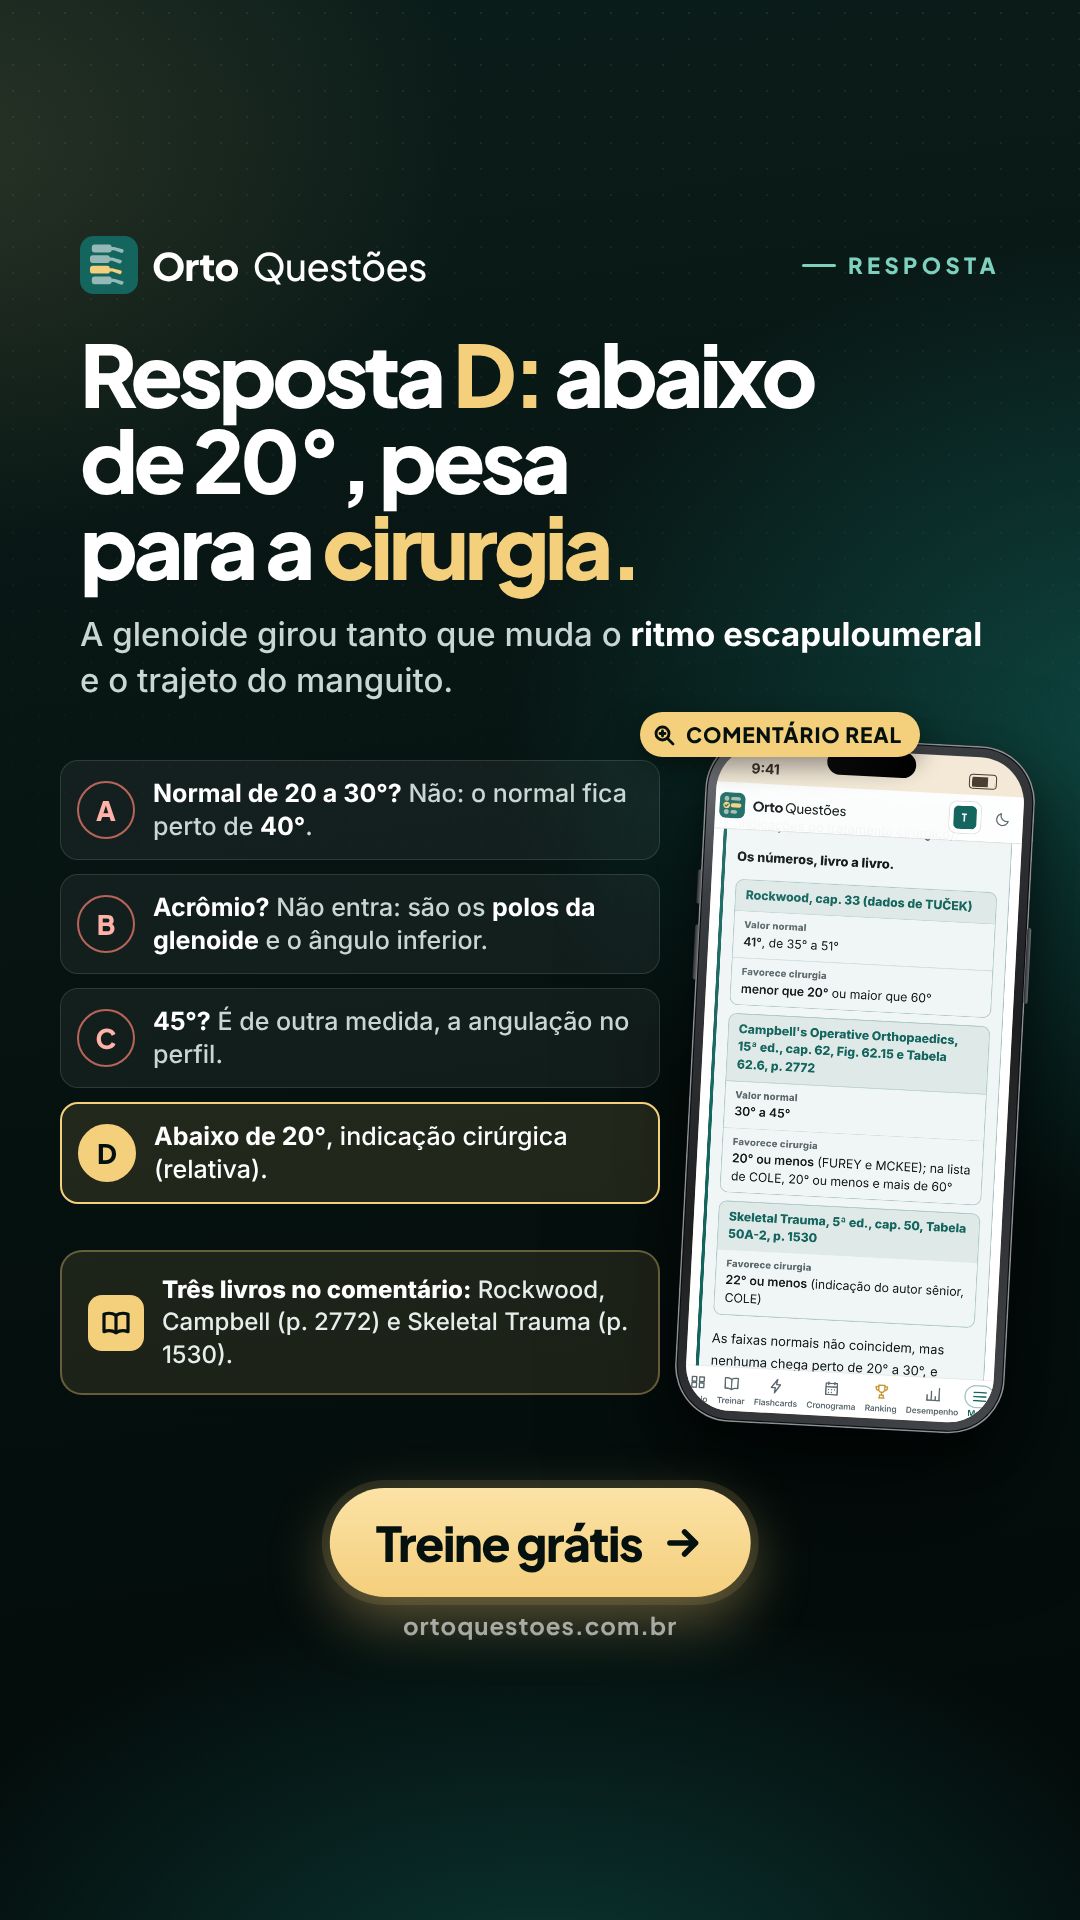 Orto Questões
RESPOSTA
Resposta D: abaixo
de 20°, pesa
para a cirurgia.
A glenoide girou tanto que muda o ritmo escapuloumeral
e o trajeto do manguito.
COMENTÁRIO REAL
A
Normal de 20 a 30°? Não: o normal fica
perto de 40°.
B
Acrômio? Não entra: são os polos da
glenoide e o ângulo inferior.
C
45°? É de outra medida, a angulação no
perfil.
D
Abaixo de 20°, indicação cirúrgica
(relativa).
Três livros no comentário: Rockwood,
Campbell (p. 2772) e Skeletal Trauma (p.
1530).
9:41
Orto Questões
T
Os números, livro a livro.
Rockwood, cap. 33 (dados de TUČEK)
Valor normal
41°, de 35° a 51°
Favorece cirurgia
menor que 20° ou maior que 60°
Campbell's Operative Orthopaedics,
15ª ed., cap. 62, Fig. 62.15 e Tabela
62.6, p. 2772
Valor normal
30° a 45°
Favorece cirurgia
20° ou menos (FUREY e MCKEE); na lista
de COLE, 20° ou menos e mais de 60°
Skeletal Trauma, 5ª ed., cap. 50, Tabela
50A-2, p. 1530
Favorece cirurgia
22° ou menos (indicação do autor sênior,
COLE)
As faixas normais não coincidem, mas
nenhuma chega perto de 20° a 30°, e
Treinar
Flashcards
Cronograma
Ranking
Desempenho
Treine grátis
ortoquestoes.com.br